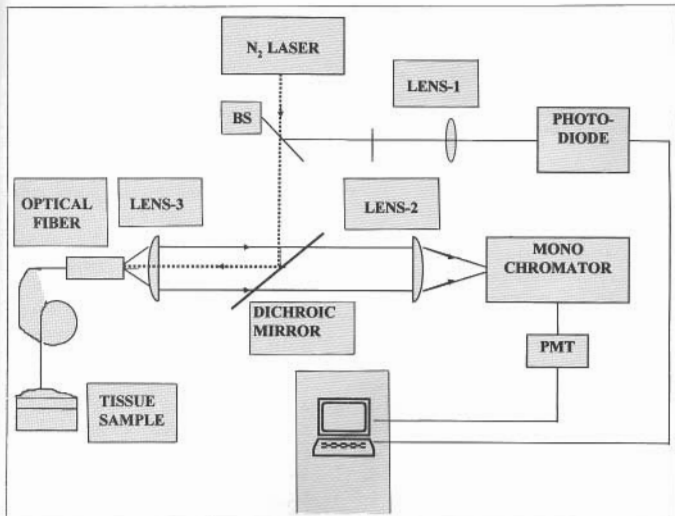 N₂ LASER
LENS-1
BS
PHOTO-
DIODE
OPTICAL
FIBER
LENS-3
LENS-2
MONO
CHROMATOR
DICHROIC
MIRROR
PMT
TISSUE
SAMPLE